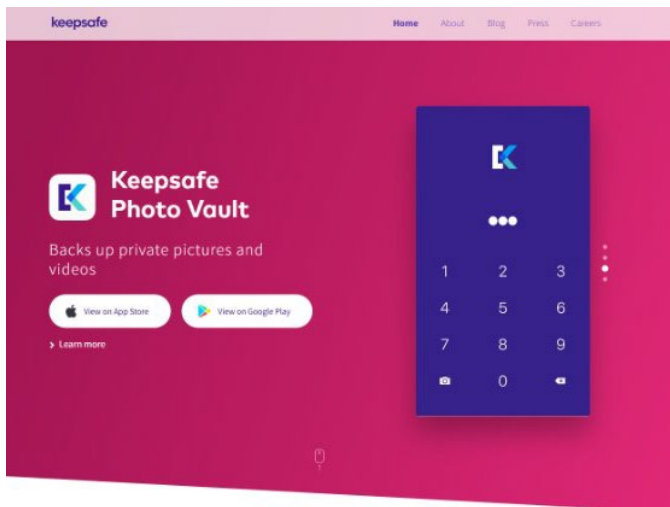 keepsafe
Home About Blog Press Careers
Keepsafe
Photo Vault
Backs up private pictures and
videos
View on App Store View on Google Play
Learn more
1 2 3
4 5 6
7 8 9
0